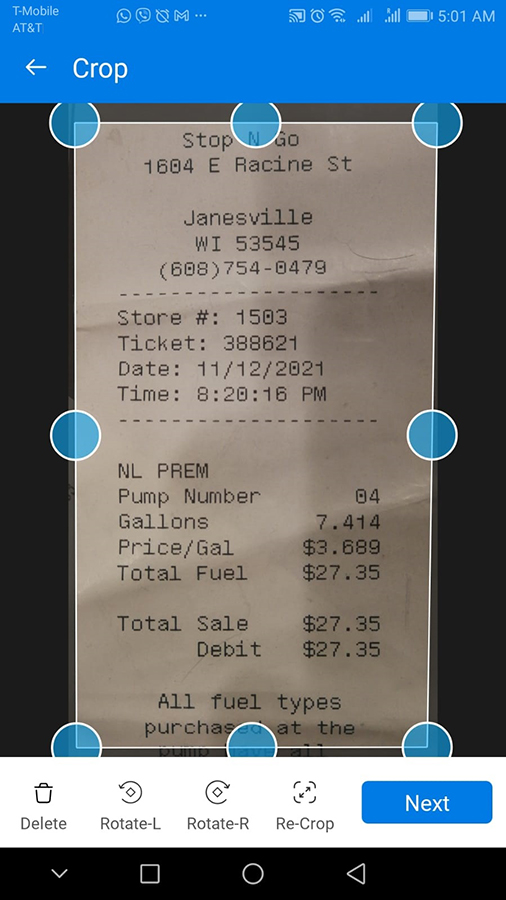 T-Mobile
AT&T
5:01 AM
Crop
Stop N Go
1604 E Racine St
Janesville
WI 53545
(608)754-0479
--------------------
Store #: 1503
Ticket: 388621
Date: 11/12/2021
Time: 8:20:16 PM
--------------------
NL PREM
Pump Number 04
Gallons 7.414
Price/Gal $3.689
Total Fuel $27.35
Total Sale $27.35
Debit $27.35
All fuel types
purchased at the
pump have all
Delete
Rotate-L
Rotate-R
Re-Crop
Next